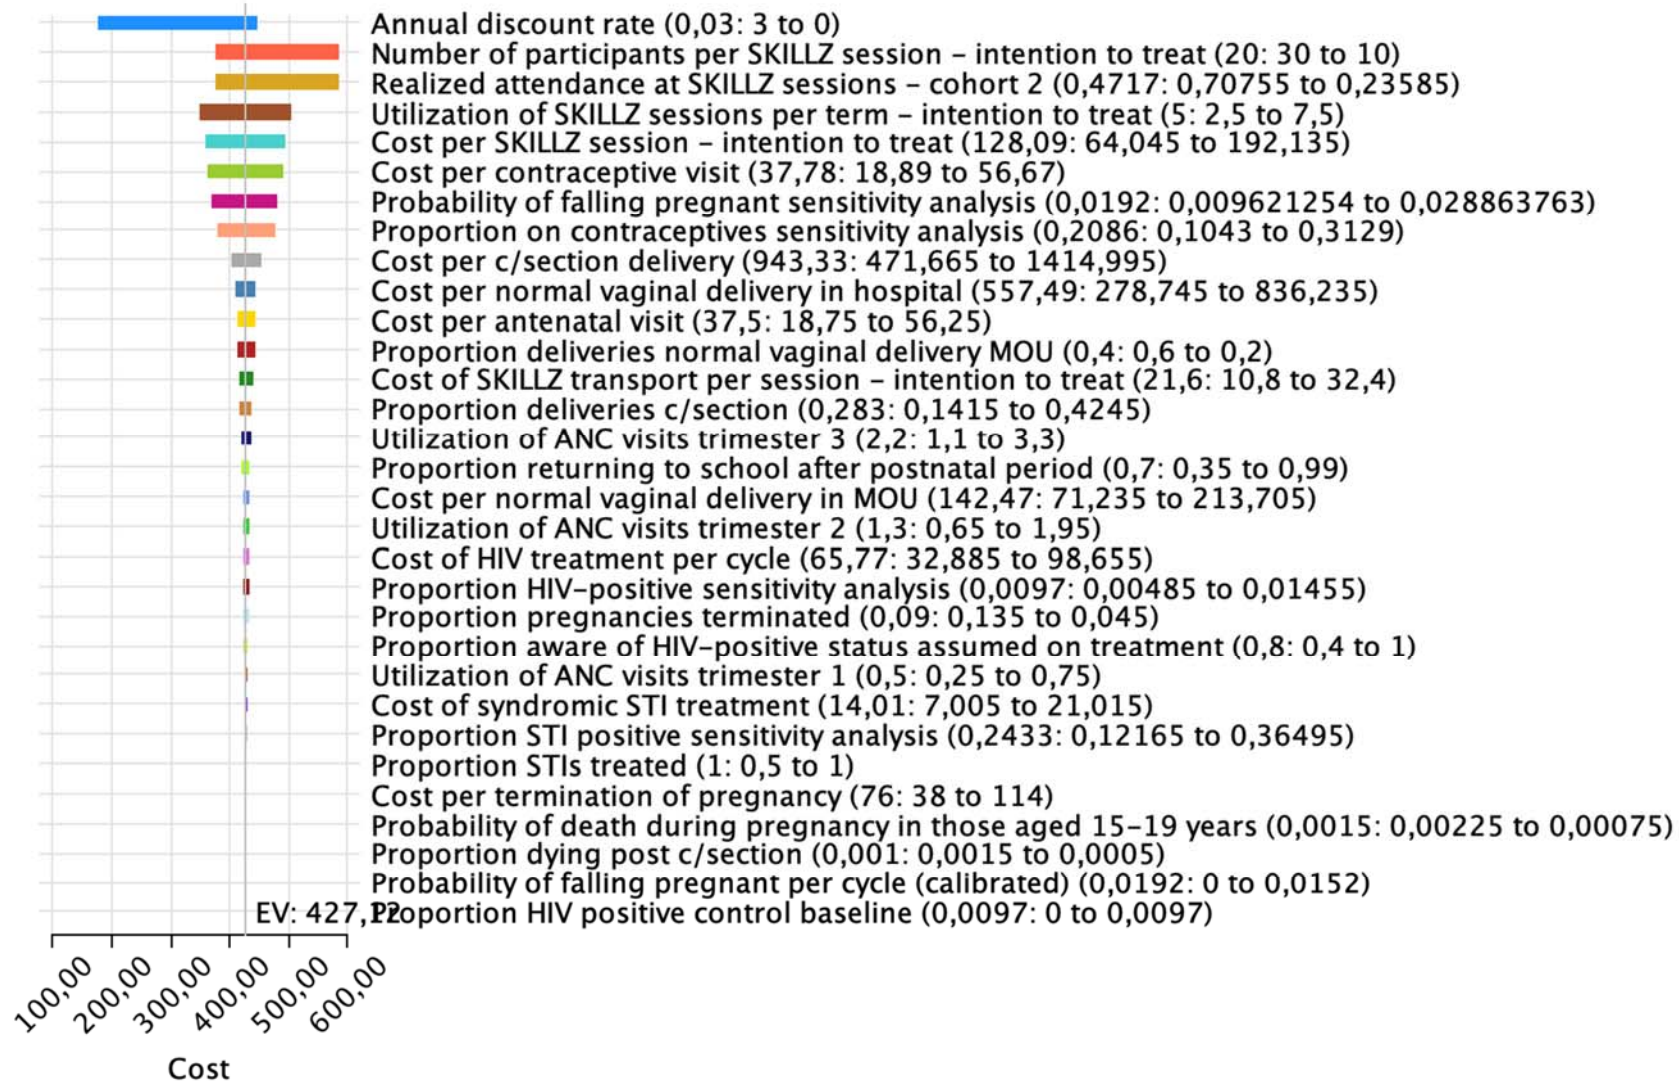 Annual discount rate (0,03: 3 to 0)
Number of participants per SKILLZ session – intention to treat (20: 30 to 10)
Realized attendance at SKILLZ sessions – cohort 2 (0,4717: 0,70755 to 0,23585)
Utilization of SKILLZ sessions per term – intention to treat (5: 2,5 to 7,5)
Cost per SKILLZ session – intention to treat (128,09: 64,045 to 192,135)
Cost per contraceptive visit (37,78: 18,89 to 56,67)
Probability of falling pregnant sensitivity analysis (0,0192: 0,009621254 to 0,028863763)
Proportion on contraceptives sensitivity analysis (0,2086: 0,1043 to 0,3129)
Cost per c/section delivery (943,33: 471,665 to 1414,995)
Cost per normal vaginal delivery in hospital (557,49: 278,745 to 836,235)
Cost per antenatal visit (37,5: 18,75 to 56,25)
Proportion deliveries normal vaginal delivery MOU (0,4: 0,6 to 0,2)
Cost of SKILLZ transport per session – intention to treat (21,6: 10,8 to 32,4)
Proportion deliveries c/section (0,283: 0,1415 to 0,4245)
Utilization of ANC visits trimester 3 (2,2: 1,1 to 3,3)
Proportion returning to school after postnatal period (0,7: 0,35 to 0,99)
Cost per normal vaginal delivery in MOU (142,47: 71,235 to 213,705)
Utilization of ANC visits trimester 2 (1,3: 0,65 to 1,95)
Cost of HIV treatment per cycle (65,77: 32,885 to 98,655)
Proportion HIV–positive sensitivity analysis (0,0097: 0,00485 to 0,01455)
Proportion pregnancies terminated (0,09: 0,135 to 0,045)
Proportion aware of HIV–positive status assumed on treatment (0,8: 0,4 to 1)
Utilization of ANC visits trimester 1 (0,5: 0,25 to 0,75)
Cost of syndromic STI treatment (14,01: 7,005 to 21,015)
Proportion STI positive sensitivity analysis (0,2433: 0,12165 to 0,36495)
Proportion STIs treated (1: 0,5 to 1)
Cost per termination of pregnancy (76: 38 to 114)
Probability of death during pregnancy in those aged 15–19 years (0,0015: 0,00225 to 0,00075)
Proportion dying post c/section (0,001: 0,0015 to 0,0005)
Probability of falling pregnant per cycle (calibrated) (0,0192: 0 to 0,0152)
EV: 427,12
Proportion HIV positive control baseline (0,0097: 0 to 0,0097)
100,00
200,00
300,00
400,00
500,00
600,00
Cost